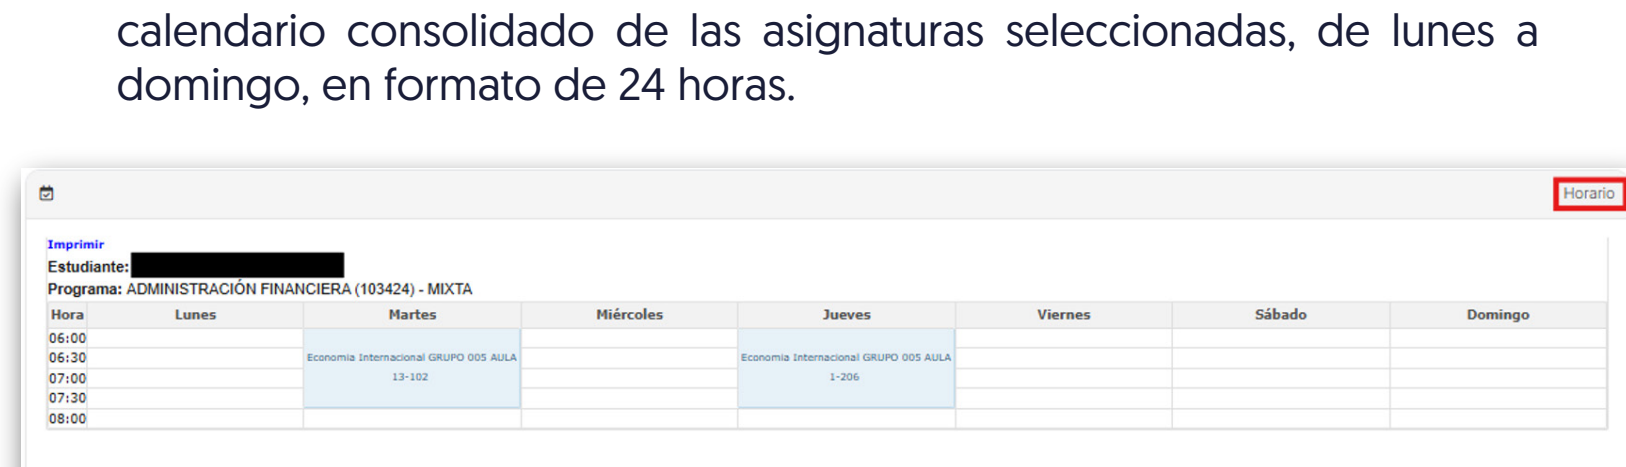 calendario consolidado de las asignaturas seleccionadas, de lunes a
domingo, en formato de 24 horas.
Horario
Imprimir
Estudiante:
Programa: ADMINISTRACIÓN FINANCIERA (103424) - MIXTA
Hora Lunes Martes Miércoles Jueves Viernes Sábado Domingo
06:00
06:30 Economia Internacional GRUPO 005 AULA Economia Internacional GRUPO 005 AULA
07:00 13-102 1-206
07:30
08:00